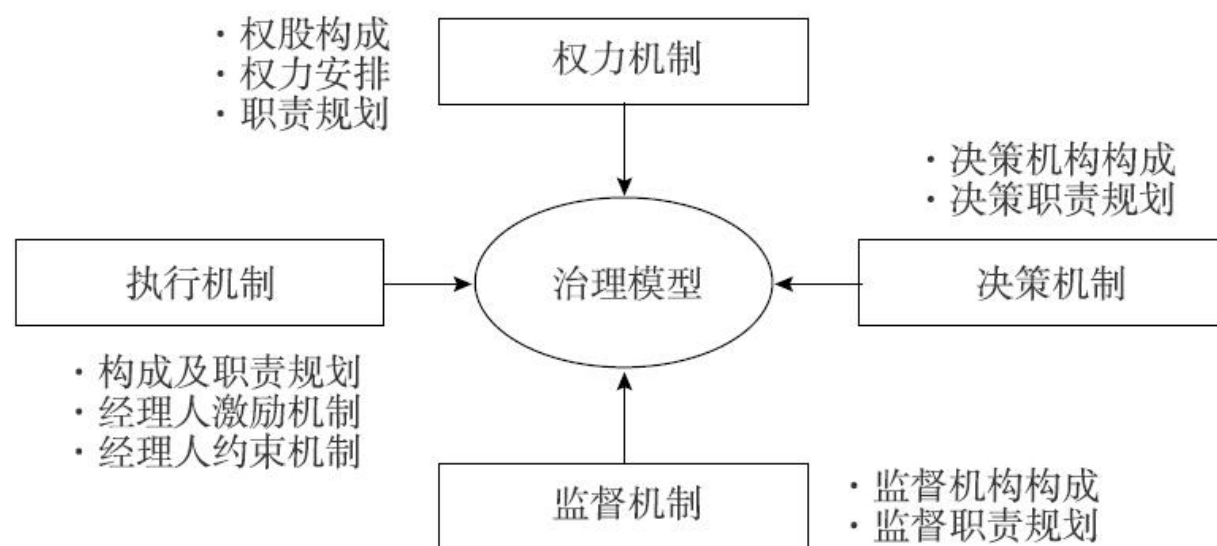 ·权股构成
·权力安排
·职责规划
权力机制
·决策机构构成
·决策职责规划
执行机制
治理模型
决策机制
·构成及职责规划
·经理人激励机制
·经理人约束机制
监督机制
·监督机构构成
·监督职责规划